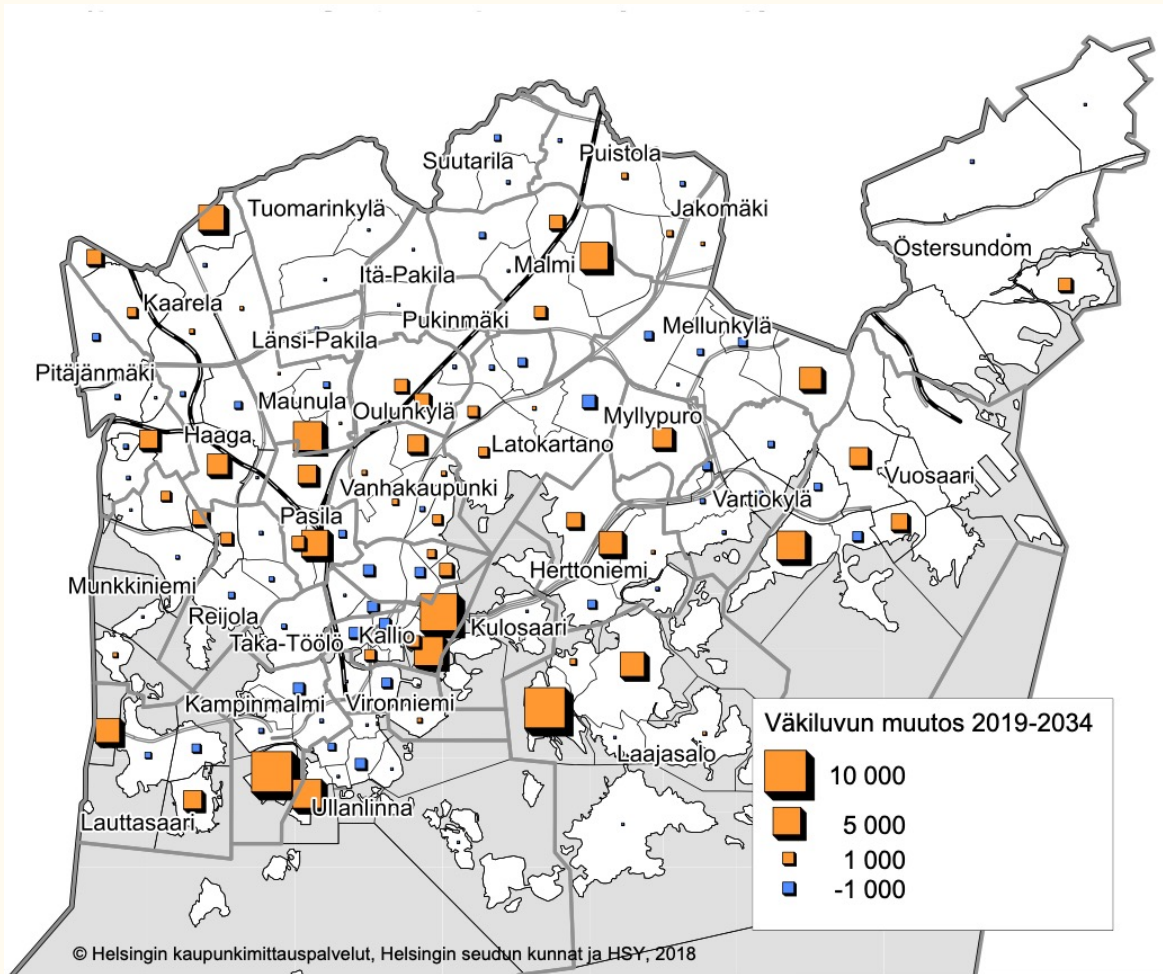 Suutarila
Puistola
Tuomarinkylä
Jakomäki
Itä-Pakila
Malmi
Östersundom
Kaarela
Pukinmäki
Mellunkylä
Länsi-Pakila
Pitäjänmäki
Maunula
Oulunkylä
Myllypuro
Haaga
Latokartano
Vuosaari
Vanhakaupunki
Vartiokylä
Pasila
Herttoniemi
Munkkiniemi
Reijola
Kulosaari
Taka-Töölö
Kallio
Kampinmalmi
Vironniemi
Laajasalo
Ullanlinna
Lauttasaari
Väkiluvun muutos 2019-2034
10 000
5 000
1 000
-1 000
© Helsingin kaupunkimittauspalvelut, Helsingin seudun kunnat ja HSY, 2018